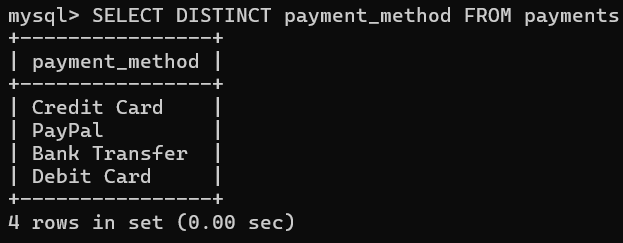 mysql> SELECT DISTINCT payment_method FROM payments
+----------------+
| payment_method |
+----------------+
| Credit Card    |
| PayPal         |
| Bank Transfer  |
| Debit Card     |
+----------------+
4 rows in set (0.00 sec)